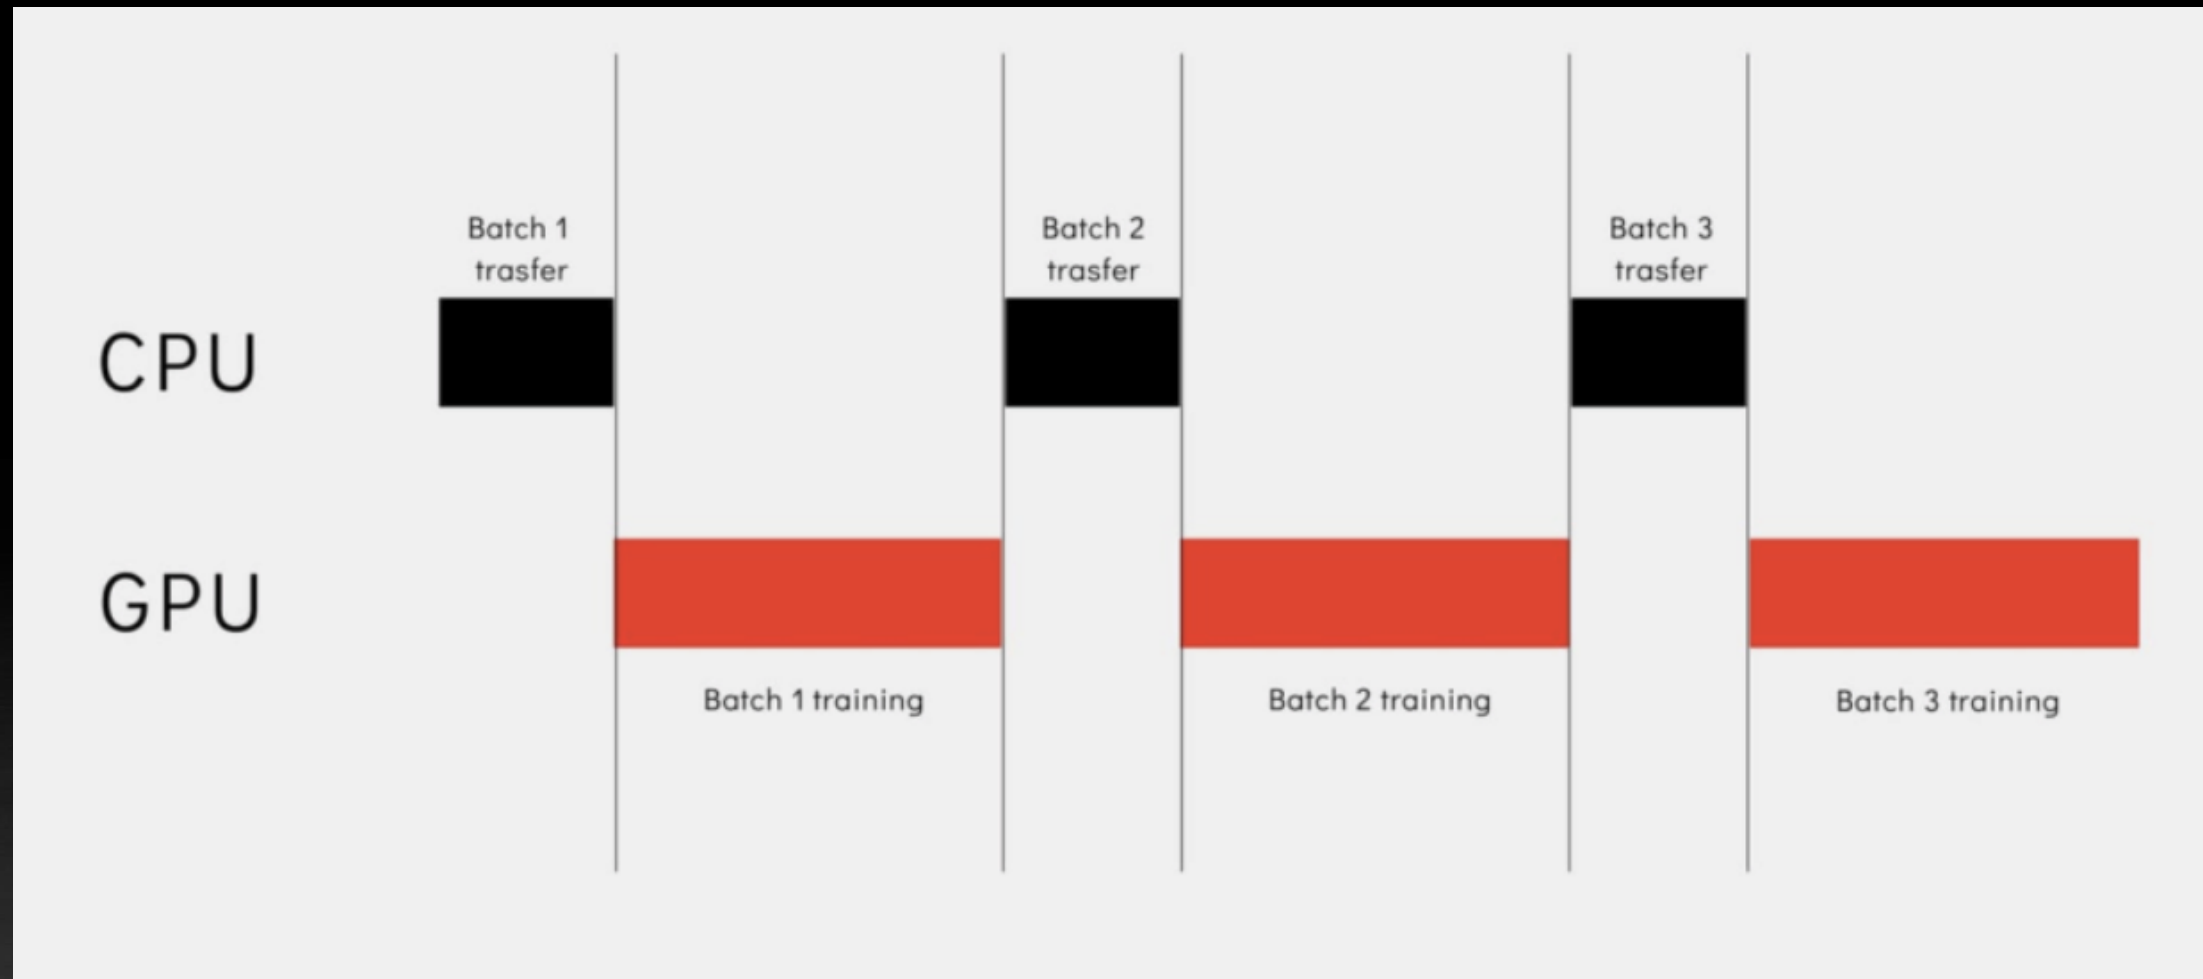 Batch 1
trasfer
Batch 2
trasfer
Batch 3
trasfer
CPU
GPU
Batch 1 training
Batch 2 training
Batch 3 training